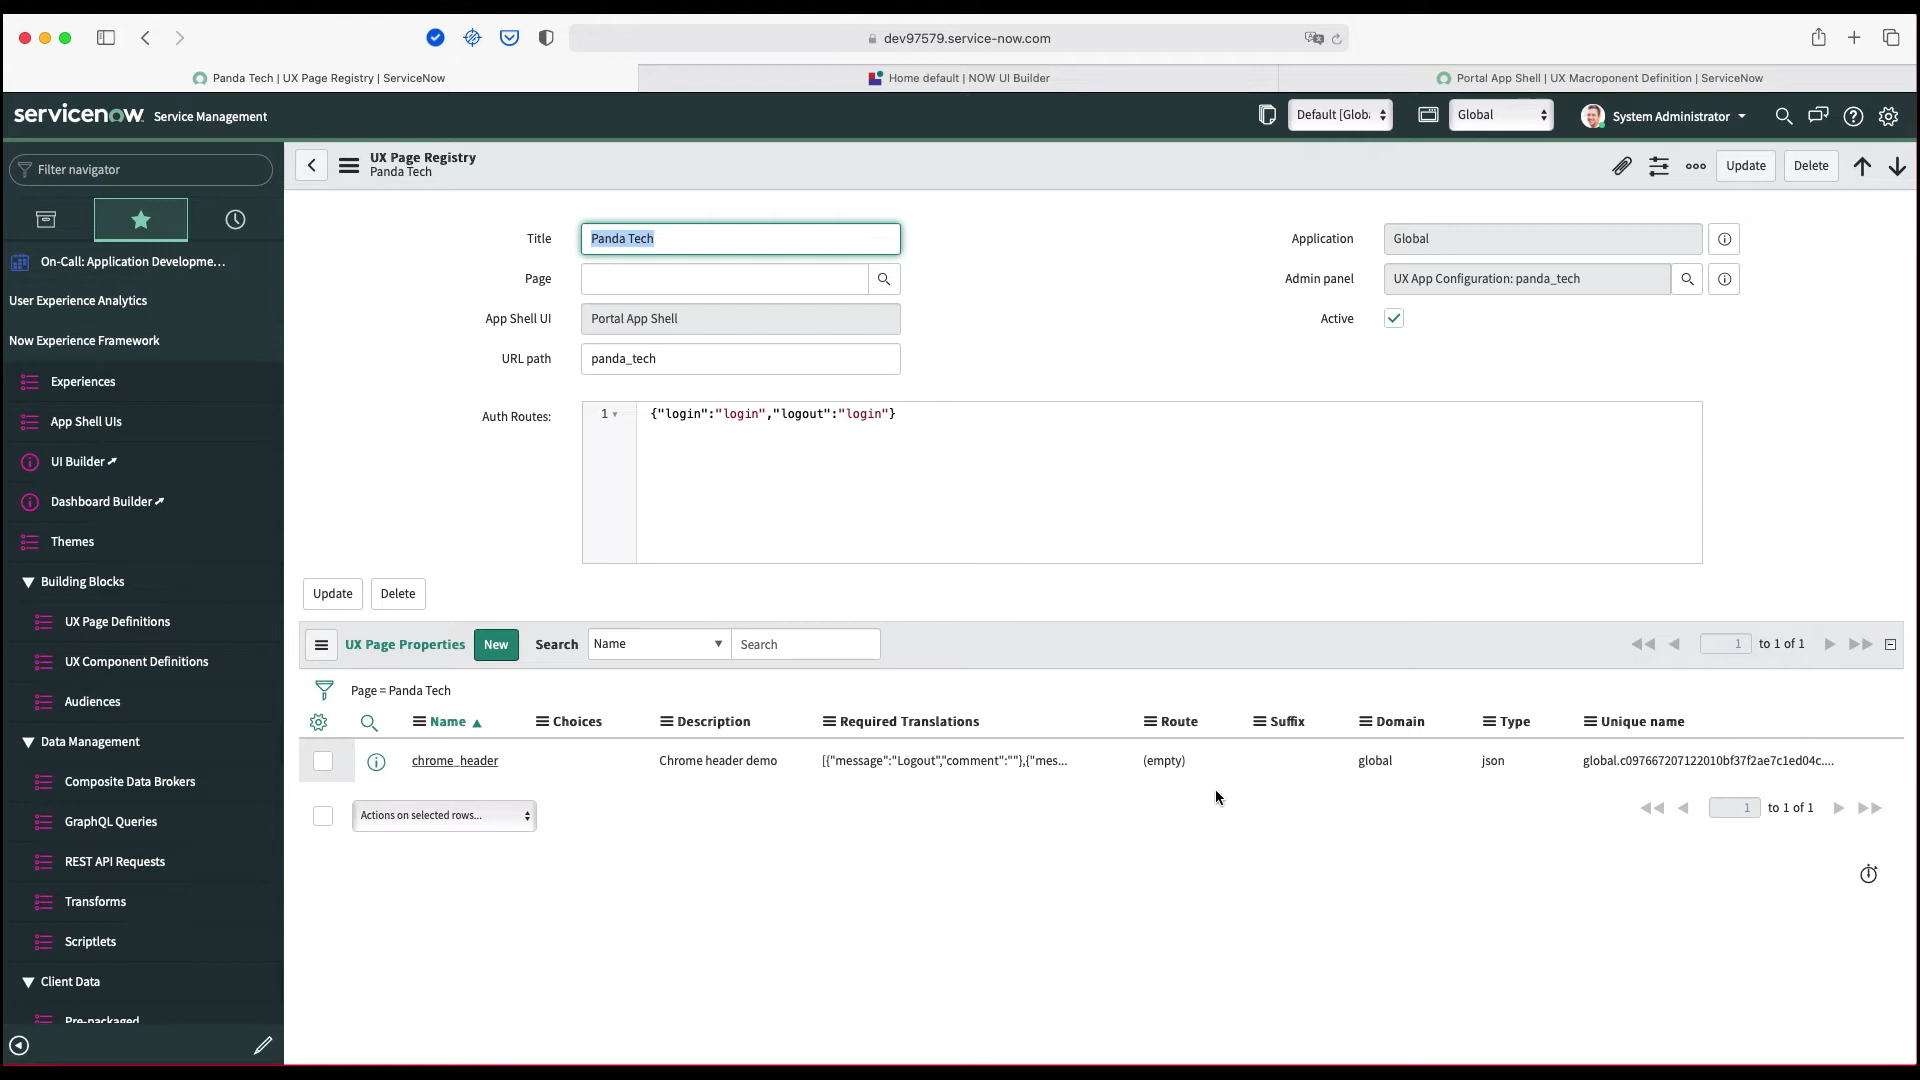 dev97579.service-now.com
Panda Tech | UX Page Registry | ServiceNow
Home default | NOW UI Builder
Portal App Shell | UX Macroponent Definition | ServiceNow
servicenow Service Management
Default [Globa
Global
System Administrator
Filter navigator
UX Page Registry
Panda Tech
Update
Delete
On-Call: Application Developme...
User Experience Analytics
Now Experience Framework
Experiences
App Shell UIs
UI Builder
Dashboard Builder
Themes
Building Blocks
UX Page Definitions
UX Component Definitions
Audiences
Data Management
Composite Data Brokers
GraphQL Queries
REST API Requests
Transforms
Scriptlets
Client Data
Pre-packaged
Title Panda Tech
Application Global
Page
Admin panel UX App Configuration: panda_tech
App Shell UI Portal App Shell
Active
URL path panda_tech
Auth Routes: 1 {"login":"login","logout":"login"}
Update Delete
UX Page Properties New Search Name Search 1 to 1 of 1
Page = Panda Tech
Name Choices Description Required Translations Route Suffix Domain Type Unique name
chrome_header Chrome header demo [{"message":"Logout","comment":""},{"mes... (empty) global json global.c097667207122010bf37f2ae7c1ed04c....
Actions on selected rows... 1 to 1 of 1